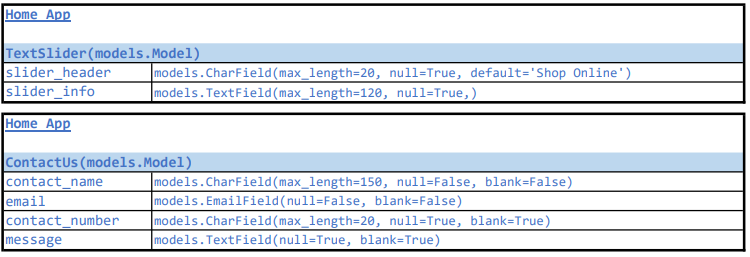 Home App
TextSlider(models.Model)
slider_header models.CharField(max_length=20, null=True, default='Shop Online')
slider_info models.TextField(max_length=120, null=True,)
Home App
ContactUs(models.Model)
contact_name models.CharField(max_length=150, null=False, blank=False)
email models.EmailField(null=False, blank=False)
contact_number models.CharField(max_length=20, null=True, blank=True)
message models.TextField(null=True, blank=True)